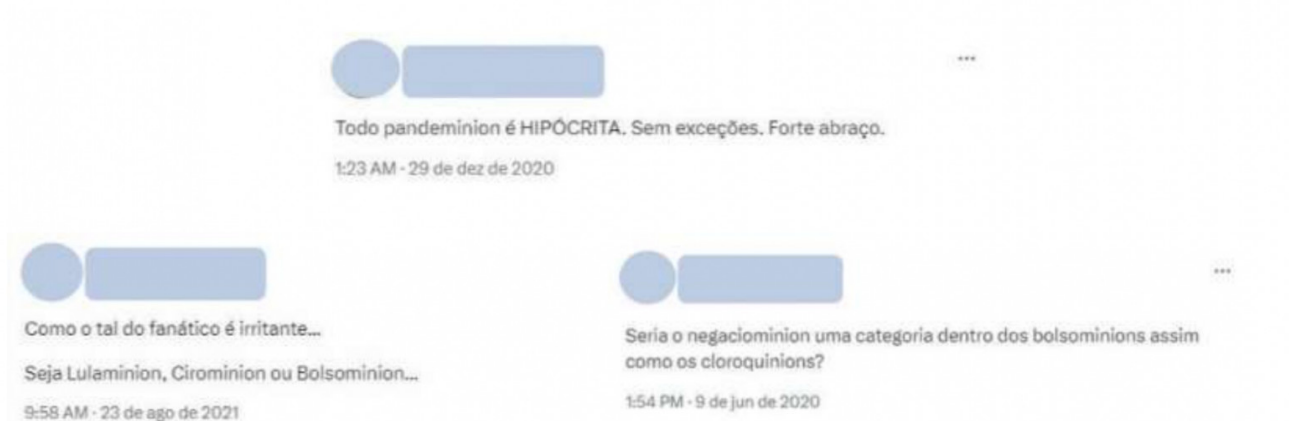 ...
Todo pandeminion é HIPÓCRITA. Sem exceções. Forte abraço.
1:23 AM · 29 de dez de 2020
Como o tal do fanático é irritante...
Seja Lulaminion, Cirominion ou Bolsominion...
9:58 AM · 23 de ago de 2021
...
Seria o negaciominion uma categoria dentro dos bolsominions assim
como os cloroquinions?
1:54 PM · 9 de jun de 2020